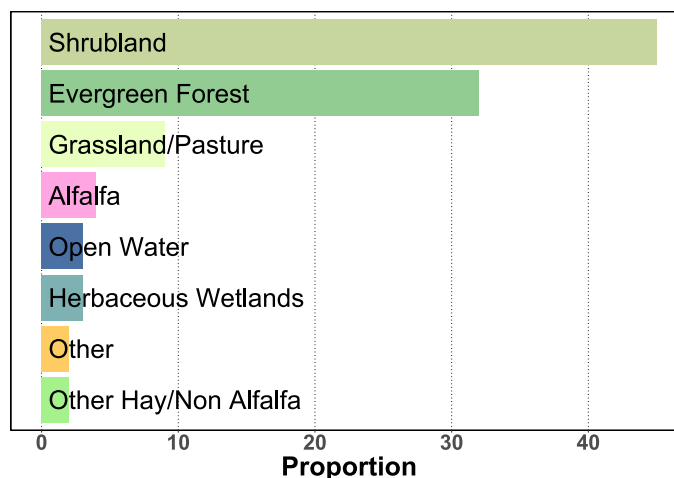 Shrubland
Evergreen Forest
Grassland/Pasture
Alfalfa
Open Water
Herbaceous Wetlands
Other
Other Hay/Non Alfalfa
0 10 20 30 40
Proportion